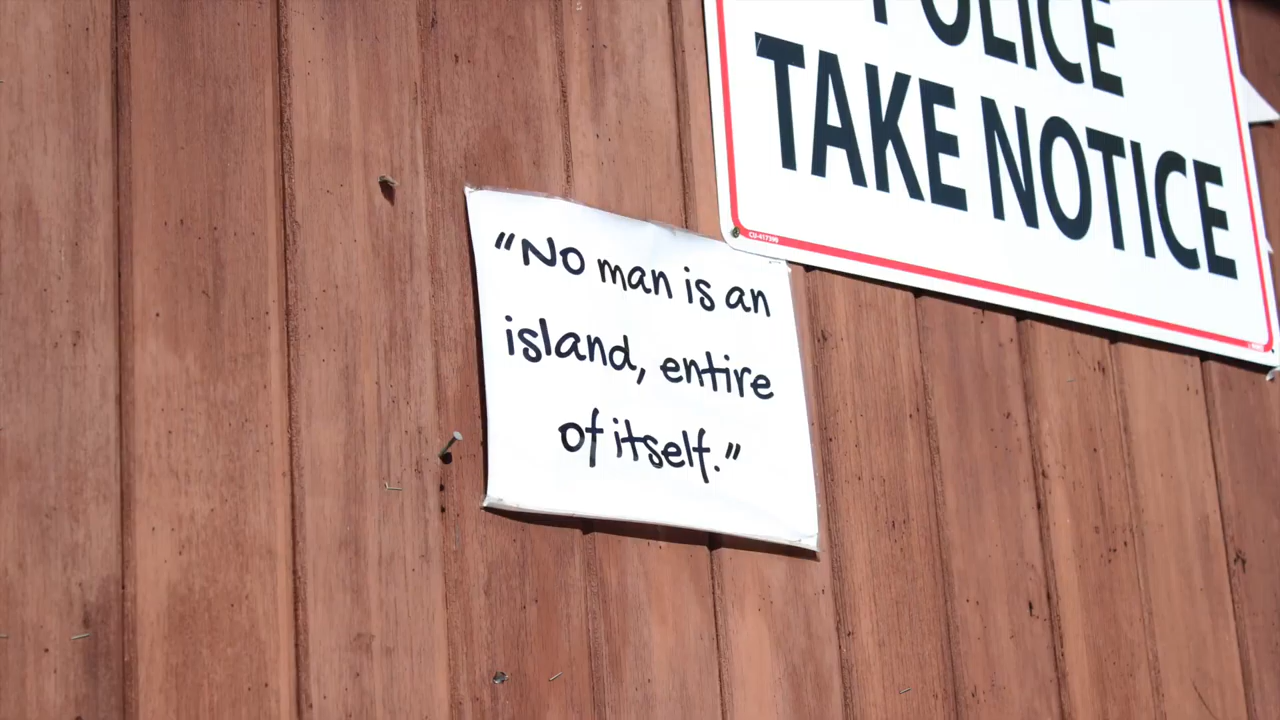 POLICE
TAKE NOTICE
"No man is an
island, entire
of itself."